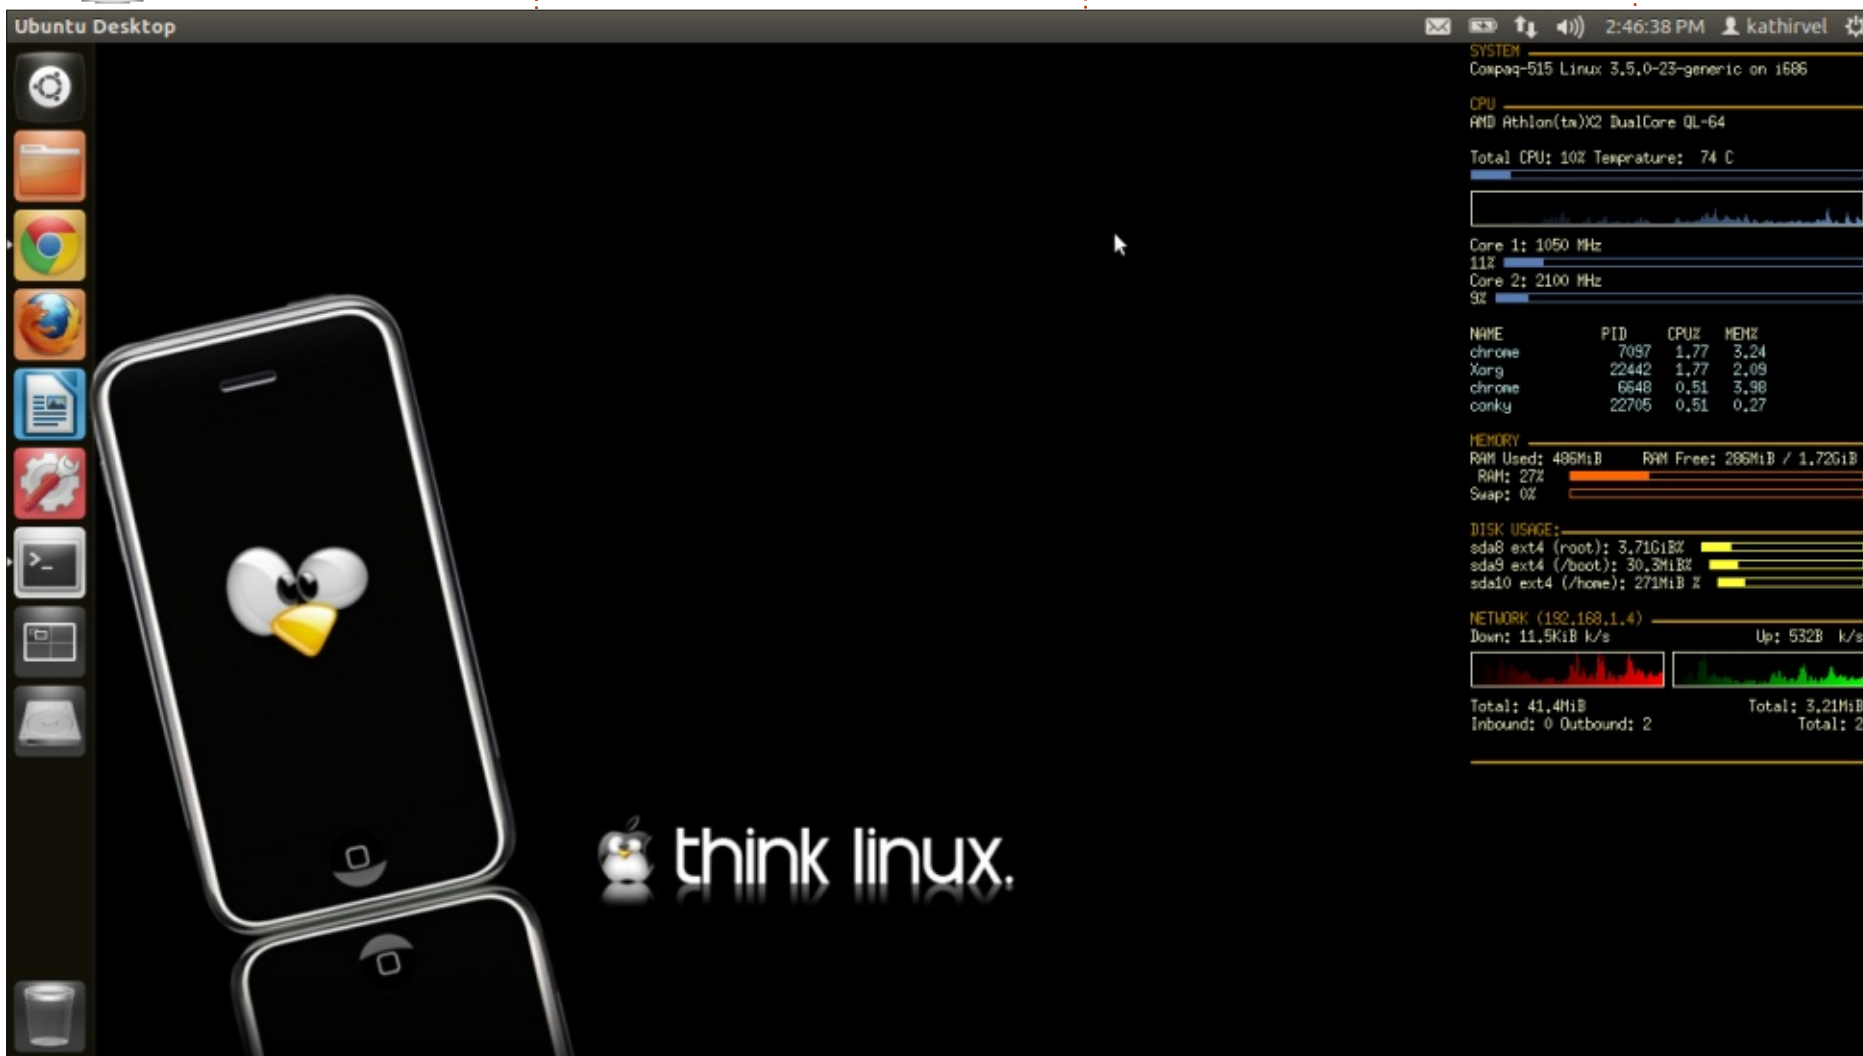 Ubuntu Desktop
2:46:38 PM kathirvel
SYSTEM
Compaq-515 Linux 3.5.0-23-generic on i686
CPU
AMD Athlon(tm)X2 DualCore QL-64
Total CPU: 10% Temprature: 74 C
Core 1: 1050 MHz
11%
Core 2: 2100 MHz
9%
NAME PID CPU% MEM%
chrome 7097 1.77 3.24
Xorg 22442 1.77 2.09
chrome 6648 0.51 3.98
conky 22705 0.51 0.27
MEMORY
RAM Used: 486MiB RAM Free: 286MiB / 1.72GiB
RAM: 27%
Swap: 0%
DISK USAGE:
sda8 ext4 (root): 3.71GiB%
sda9 ext4 (/boot): 30.3MiB%
sda10 ext4 (/home): 271MiB %
NETWORK (192.168.1.4)
Down: 11.5KiB k/s Up: 532B k/s
Total: 41.4MiB Total: 3.21MiB
Inbound: 0 Outbound: 2 Total: 2
think linux.